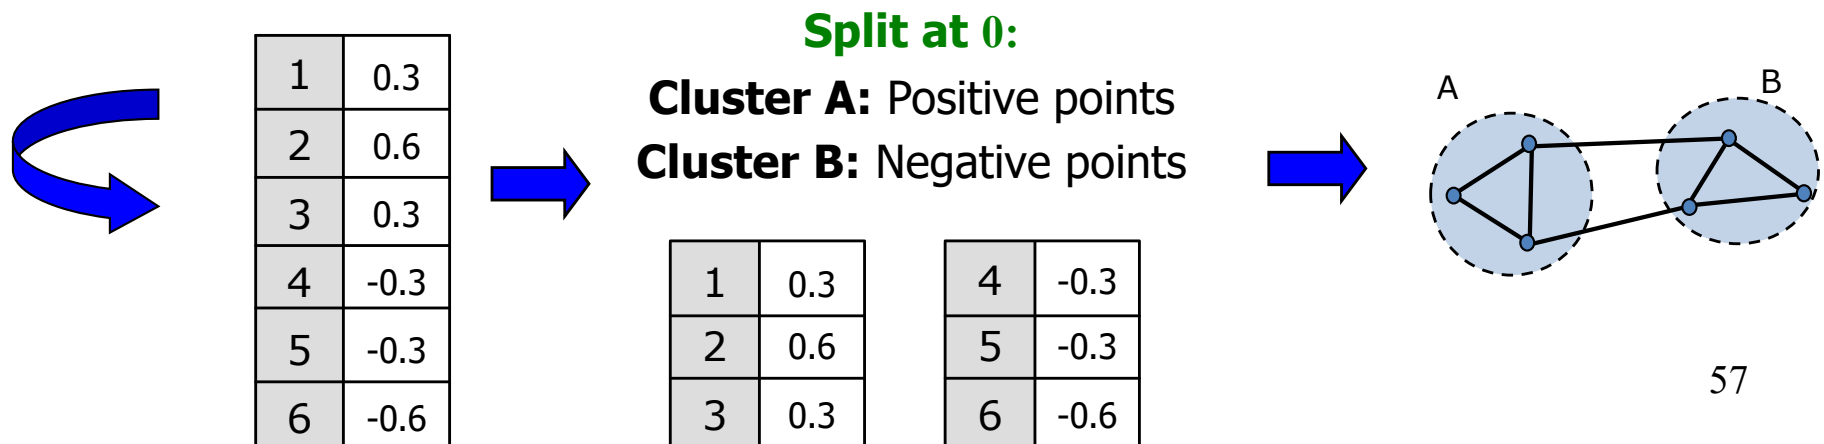 1 0.3
2 0.6
3 0.3
4 -0.3
5 -0.3
6 -0.6
Split at 0:
Cluster A: Positive points
Cluster B: Negative points
1 0.3
2 0.6
3 0.3
4 -0.3
5 -0.3
6 -0.6
A
B
57